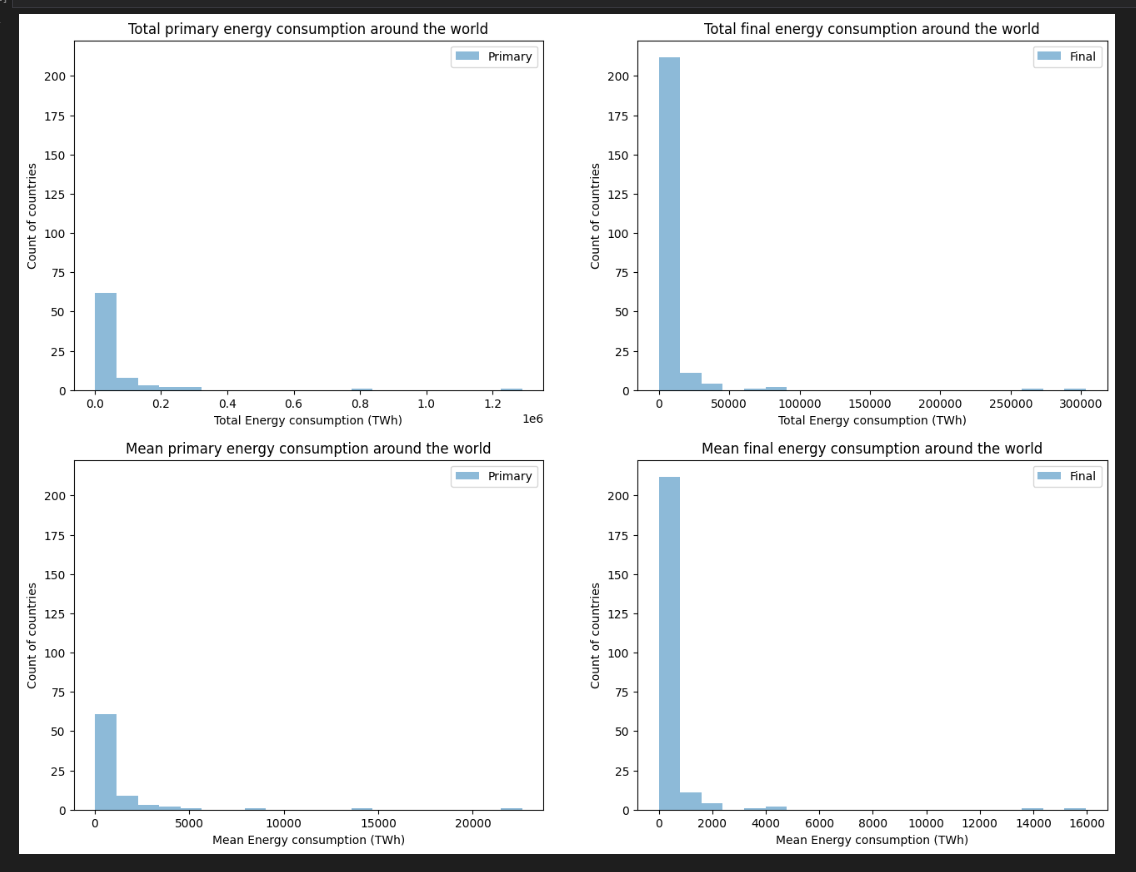 Total primary energy consumption around the world
Primary
200
175
150
125
100
75
50
25
0
Count of countries
0.0 0.2 0.4 0.6 0.8 1.0 1.2
1e6
Total Energy consumption (TWh)
Total final energy consumption around the world
Final
200
175
150
125
100
75
50
25
0
Count of countries
0 50000 100000 150000 200000 250000 300000
Total Energy consumption (TWh)
Mean primary energy consumption around the world
Primary
200
175
150
125
100
75
50
25
0
Count of countries
0 5000 10000 15000 20000
Mean Energy consumption (TWh)
Mean final energy consumption around the world
Final
200
175
150
125
100
75
50
25
0
Count of countries
0 2000 4000 6000 8000 10000 12000 14000 16000
Mean Energy consumption (TWh)